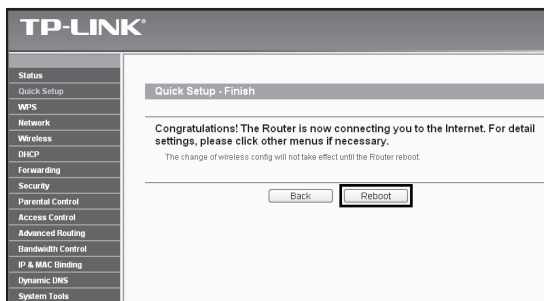 TP-LINK®
Status
Quick Setup
WPS
Network
Wireless
DHCP
Forwarding
Security
Parental Control
Access Control
Advanced Routing
Bandwidth Control
IP & MAC Binding
Dynamic DNS
System Tools
Quick Setup - Finish
Congratulations! The Router is now connecting you to the Internet. For detail
settings, please click other menus if necessary.
The change of wireless config will not take effect until the Router reboot.
Back
Reboot